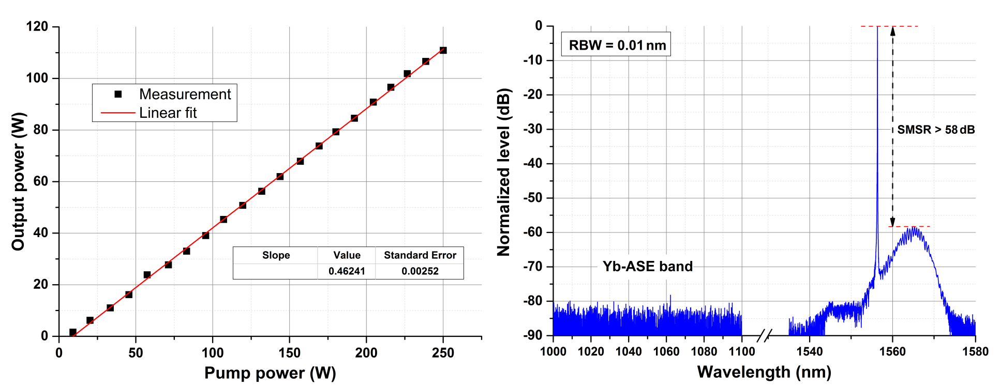 120
100
80
60
40
20
0
0 50 100 150 200 250
Output power (W)
Pump power (W)
Measurement
Linear fit
Slope Value Standard Error
0.46241 0.00252
0
-10
-20
-30
-40
-50
-60
-70
-80
-90
1000 1020 1040 1060 1080 1100 1540 1560 1580
Normalized level (dB)
Wavelength (nm)
RBW = 0.01 nm
SMSR > 58 dB
Yb-ASE band